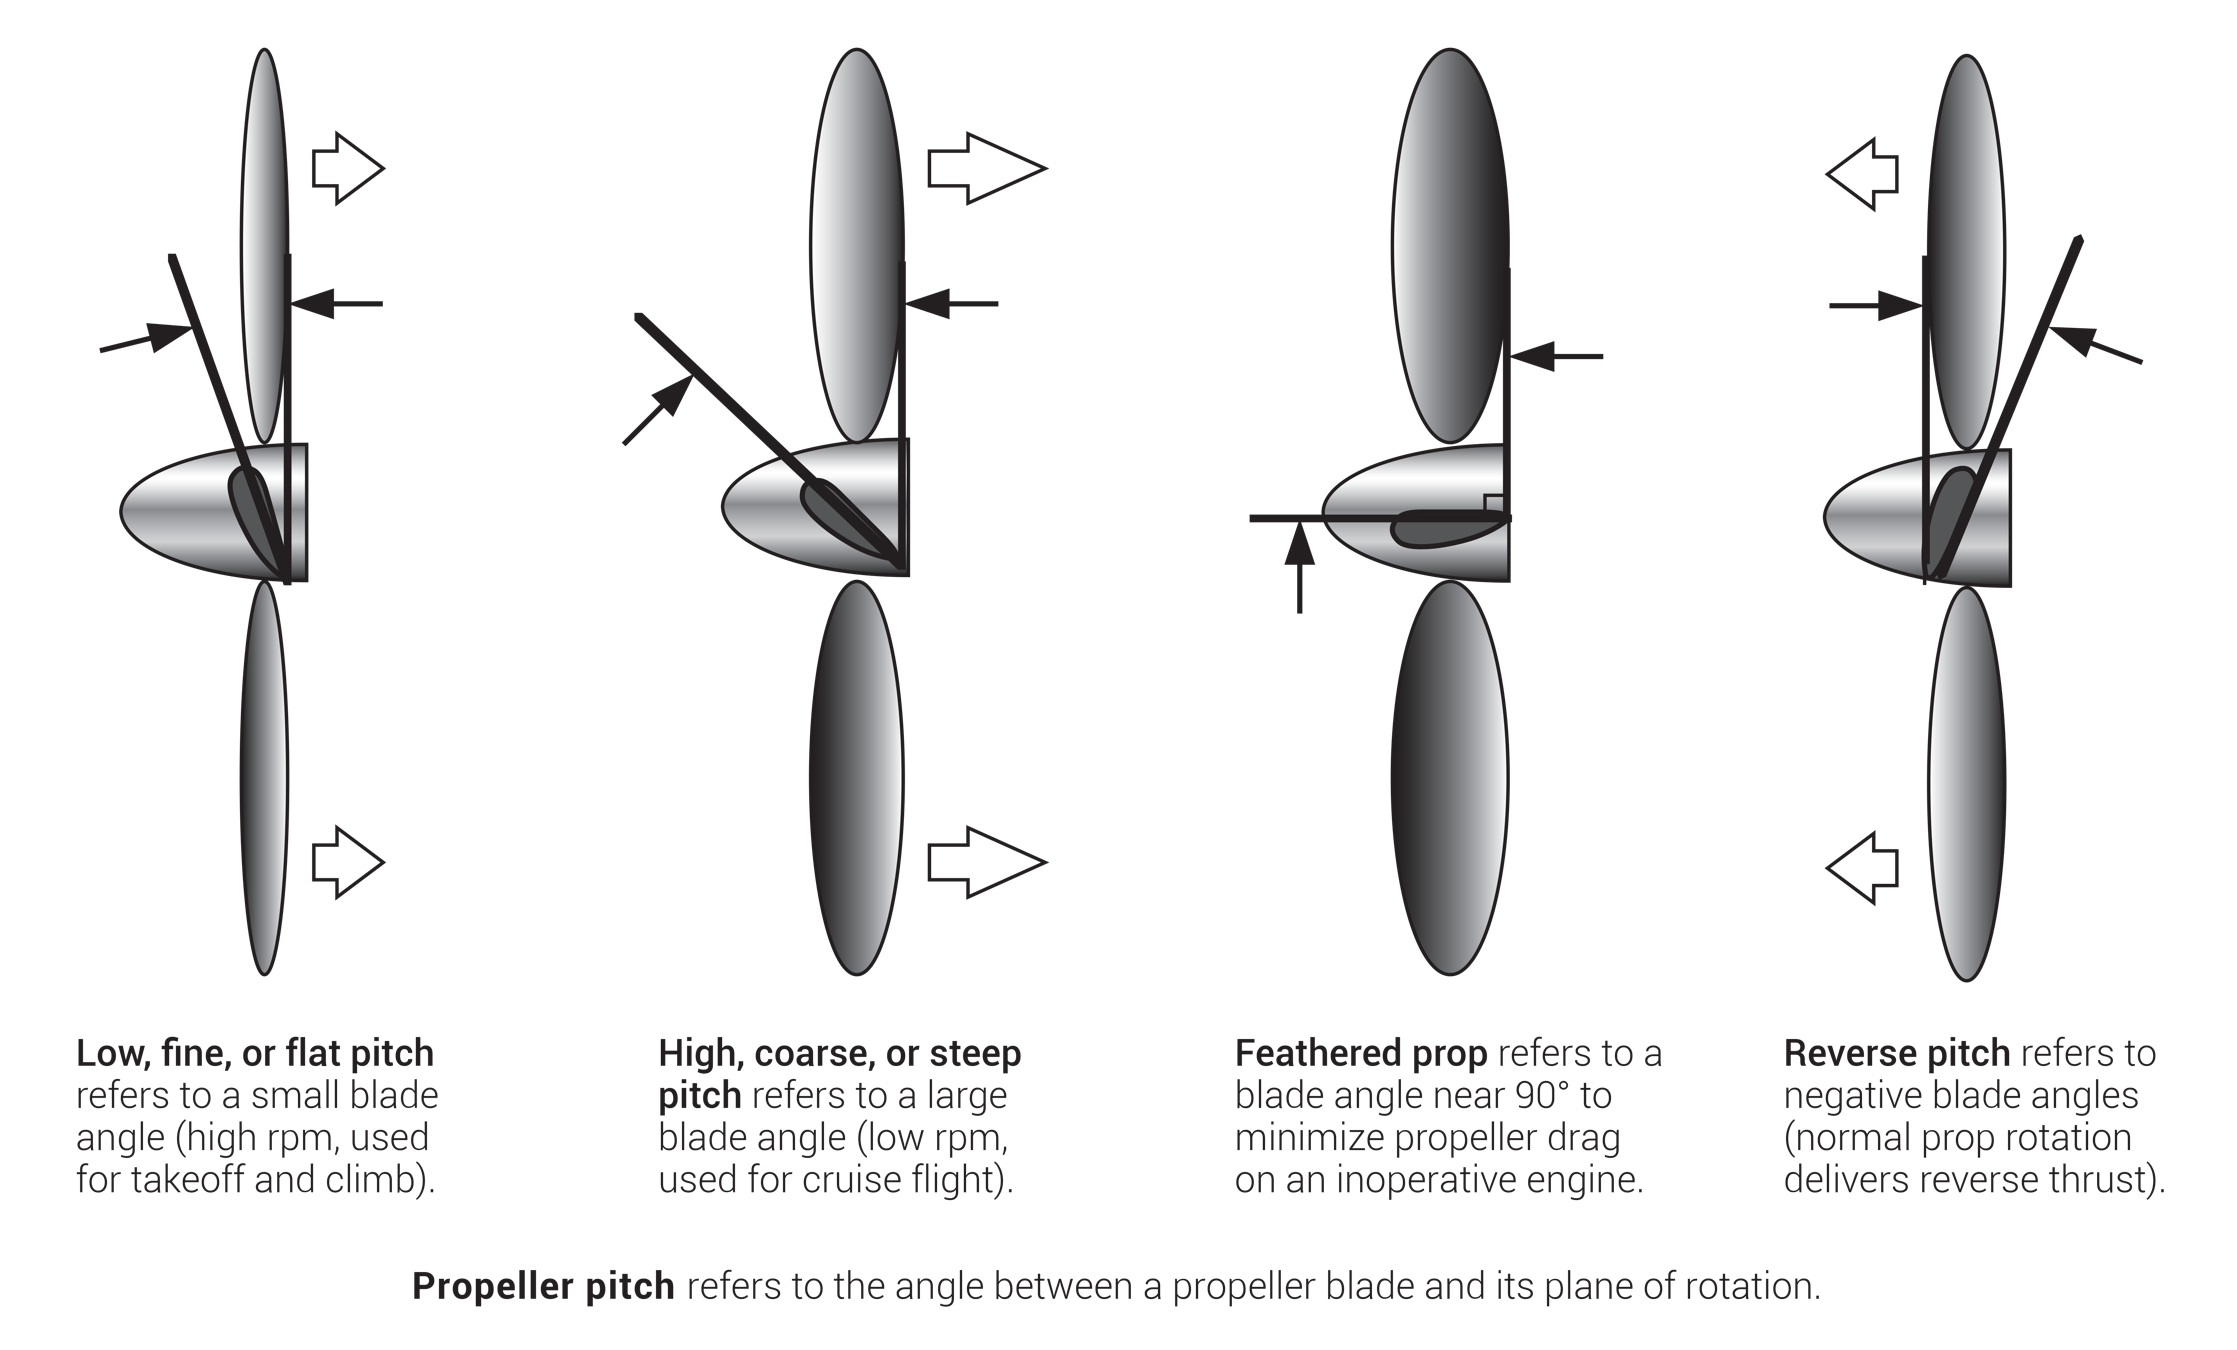 Low, fine, or flat pitch
refers to a small blade
angle (high rpm, used
for takeoff and climb).
High, coarse, or steep
pitch refers to a large
blade angle (low rpm,
used for cruise flight).
Feathered prop refers to a
blade angle near 90° to
minimize propeller drag
on an inoperative engine.
Reverse pitch refers to
negative blade angles
(normal prop rotation
delivers reverse thrust).
Propeller pitch refers to the angle between a propeller blade and its plane of rotation.